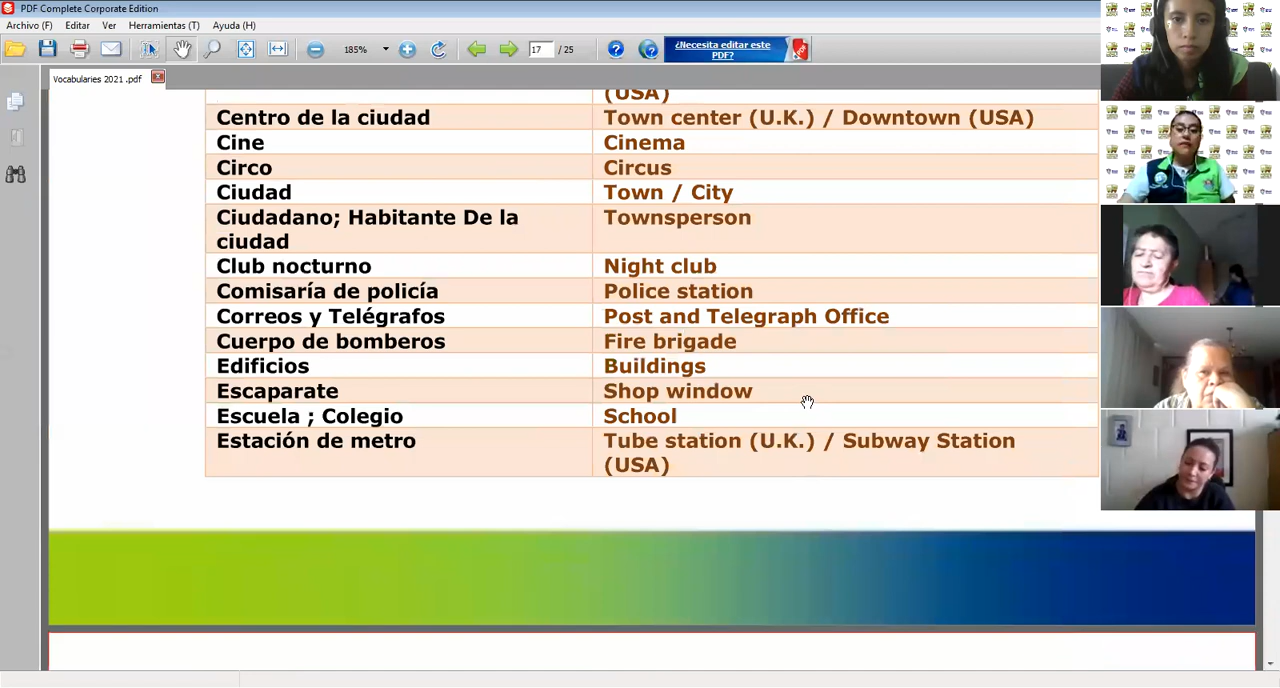 PDF Complete Corporate Edition
Archivo (F) Editar Ver Herramientas (T) Ayuda (H)
185% 17 / 25 ¿Necesita editar este
PDF?
Vocabularies 2021 .pdf
(USA)
Centro de la ciudad Town center (U.K.) / Downtown (USA)
Cine Cinema
Circo Circus
Ciudad Town / City
Ciudadano; Habitante De la Townsperson
ciudad
Club nocturno Night club
Comisaría de policía Police station
Correos y Telégrafos Post and Telegraph Office
Cuerpo de bomberos Fire brigade
Edificios Buildings
Escaparate Shop window
Escuela ; Colegio School
Estación de metro Tube station (U.K.) / Subway Station
(USA)